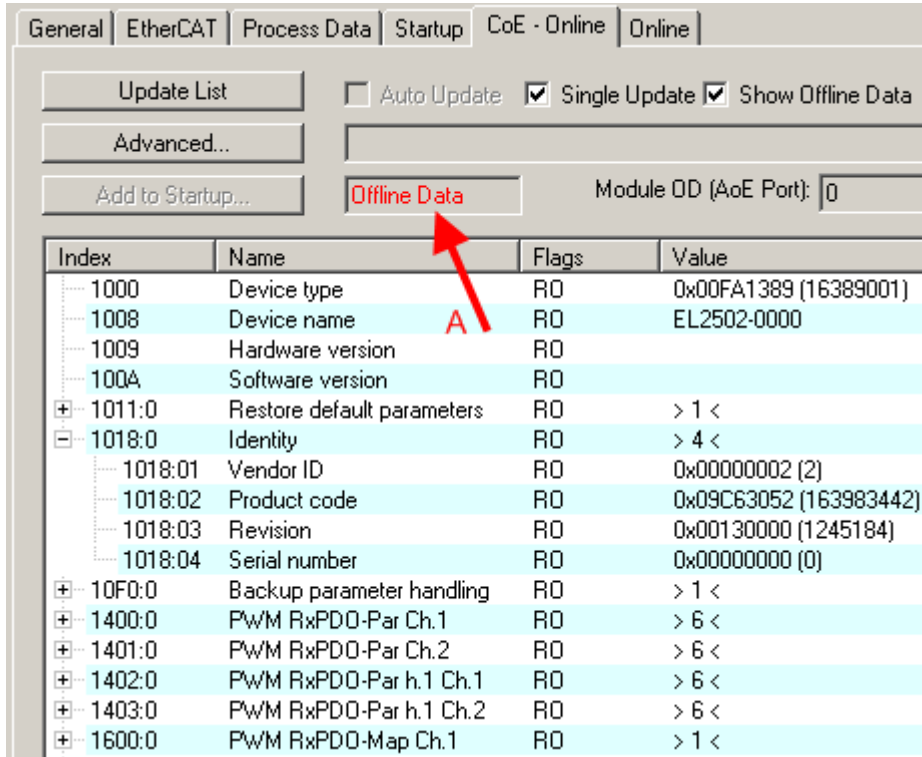 General EtherCAT Process Data Startup CoE - Online Online
Update List Auto Update Single Update Show Offline Data
Advanced...
Add to Startup... Offline Data Module OD (AoE Port): 0
Index Name Flags Value
1000 Device type RO 0x00FA1389 (16389001)
1008 Device name RO EL2502-0000
A
1009 Hardware version RO
100A Software version RO
1011:0 Restore default parameters RO > 1 <
1018:0 Identity RO > 4 <
1018:01 Vendor ID RO 0x00000002 (2)
1018:02 Product code RO 0x09C63052 (163983442)
1018:03 Revision RO 0x00130000 (1245184)
1018:04 Serial number RO 0x00000000 (0)
10F0:0 Backup parameter handling RO > 1 <
1400:0 PWM RxPDO-Par Ch.1 RO > 6 <
1401:0 PWM RxPDO-Par Ch.2 RO > 6 <
1402:0 PWM RxPDO-Par h.1 Ch.1 RO > 6 <
1403:0 PWM RxPDO-Par h.1 Ch.2 RO > 6 <
1600:0 PWM RxPDO-Map Ch.1 RO > 1 <